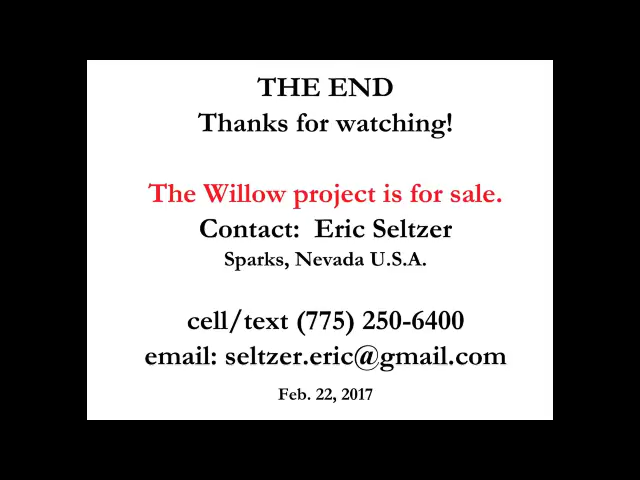 THE END
Thanks for watching!
The Willow project is for sale.
Contact:  Eric Seltzer
Sparks, Nevada U.S.A.
cell/text (775) 250-6400
email: seltzer.eric@gmail.com
Feb. 22, 2017